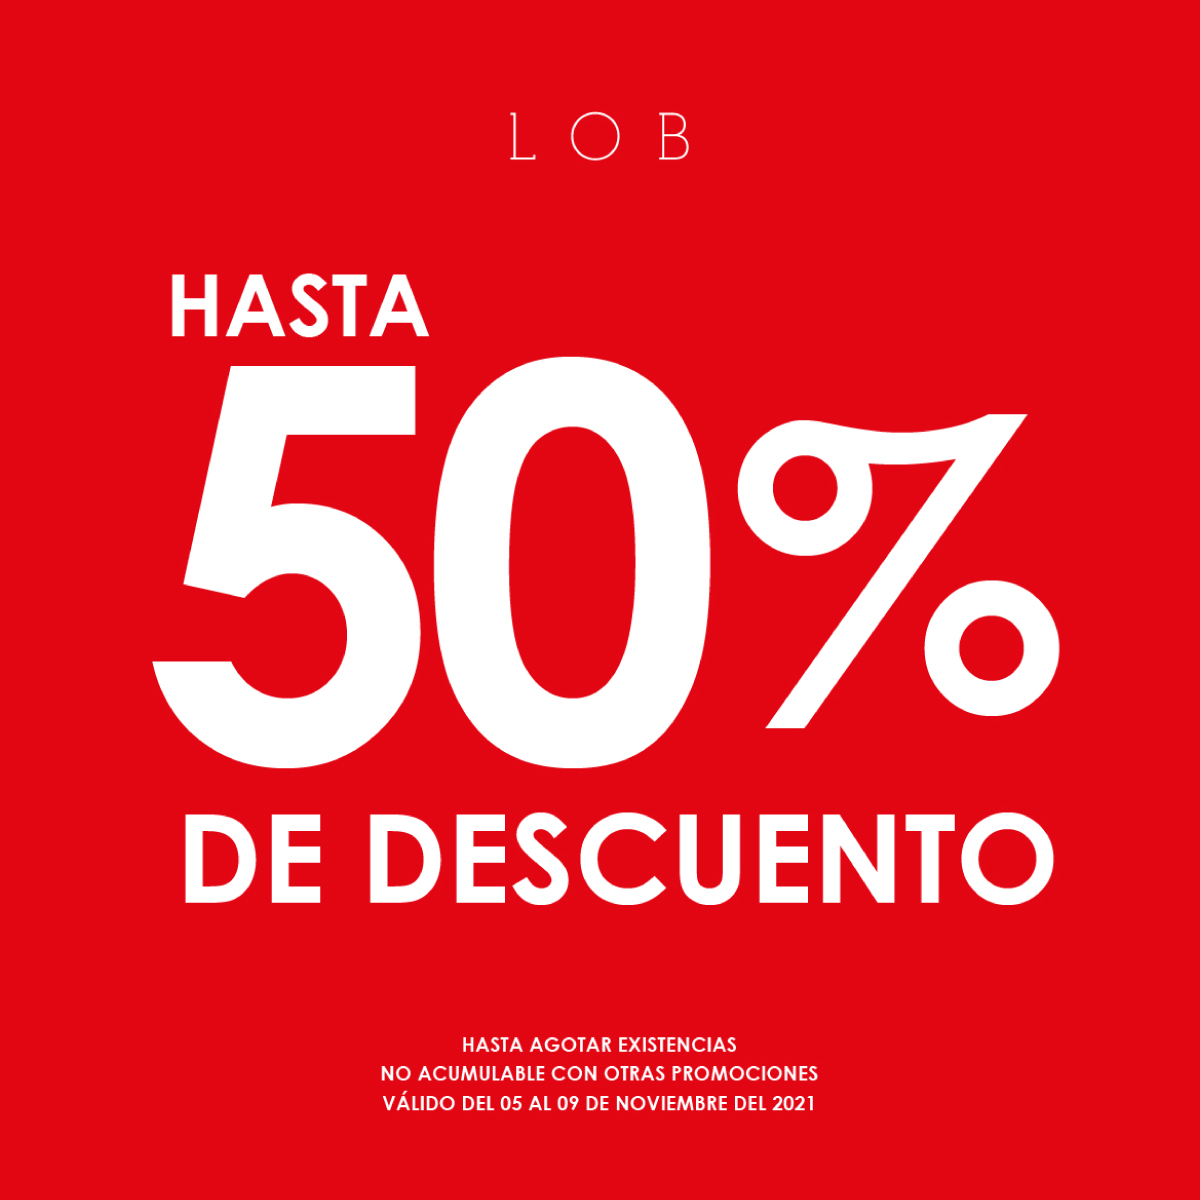 LOB
HASTA
50%
DE DESCUENTO
HASTA AGOTAR EXISTENCIAS
NO ACUMULABLE CON OTRAS PROMOCIONES
VÁLIDO DEL 05 AL 09 DE NOVIEMBRE DEL 2021